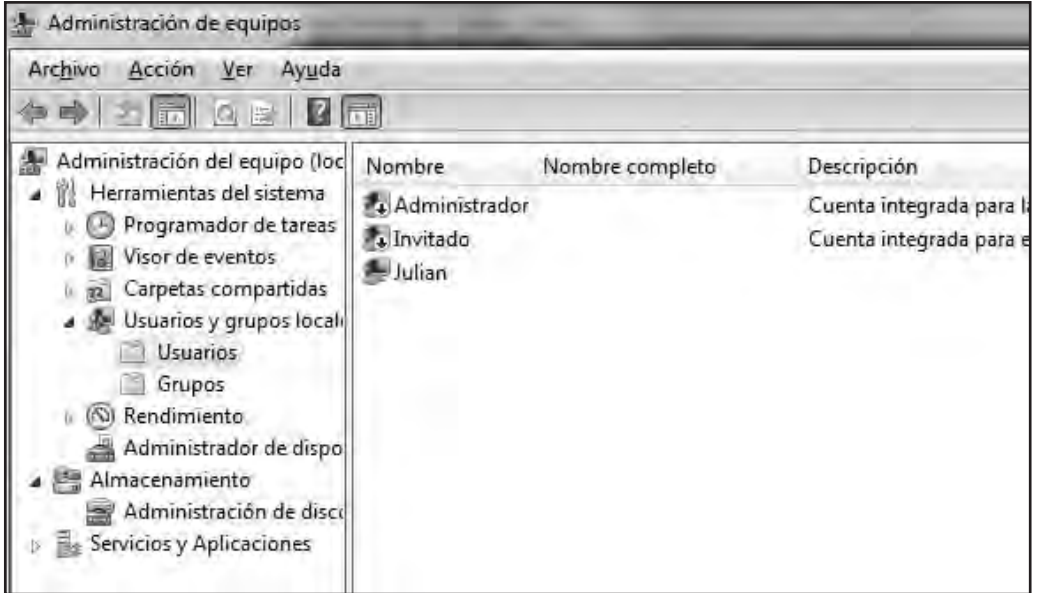 Administración de equipos
Archivo Acción Ver Ayuda
Administración del equipo (loc
Herramientas del sistema
Programador de tareas
Visor de eventos
Carpetas compartidas
Usuarios y grupos local
Usuarios
Grupos
Rendimiento
Administrador de dispo
Almacenamiento
Administración de disc
Servicios y Aplicaciones
Nombre Nombre completo Descripción
Administrador Cuenta integrada para la
Invitado Cuenta integrada para e
Julian